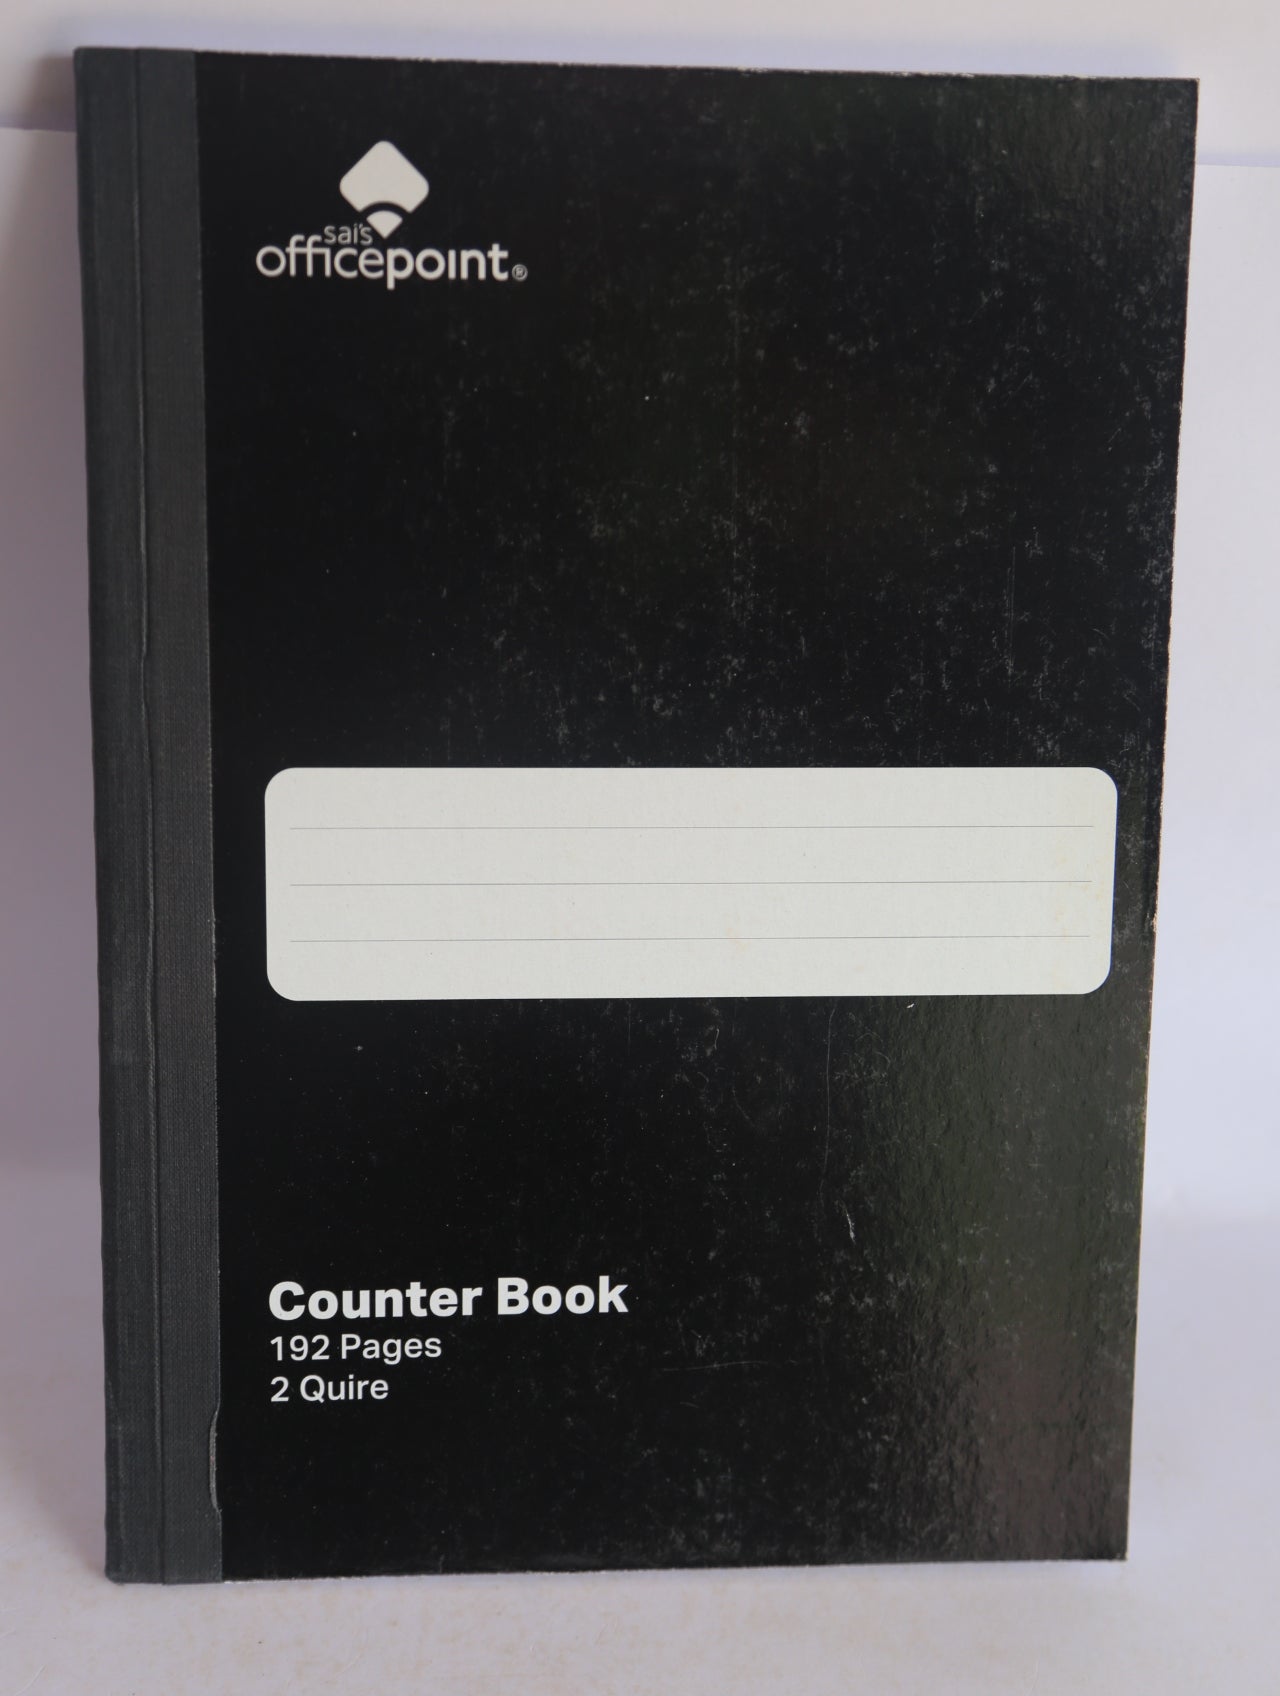 sai's
officepoint®
Counter Book
192 Pages
2 Quire